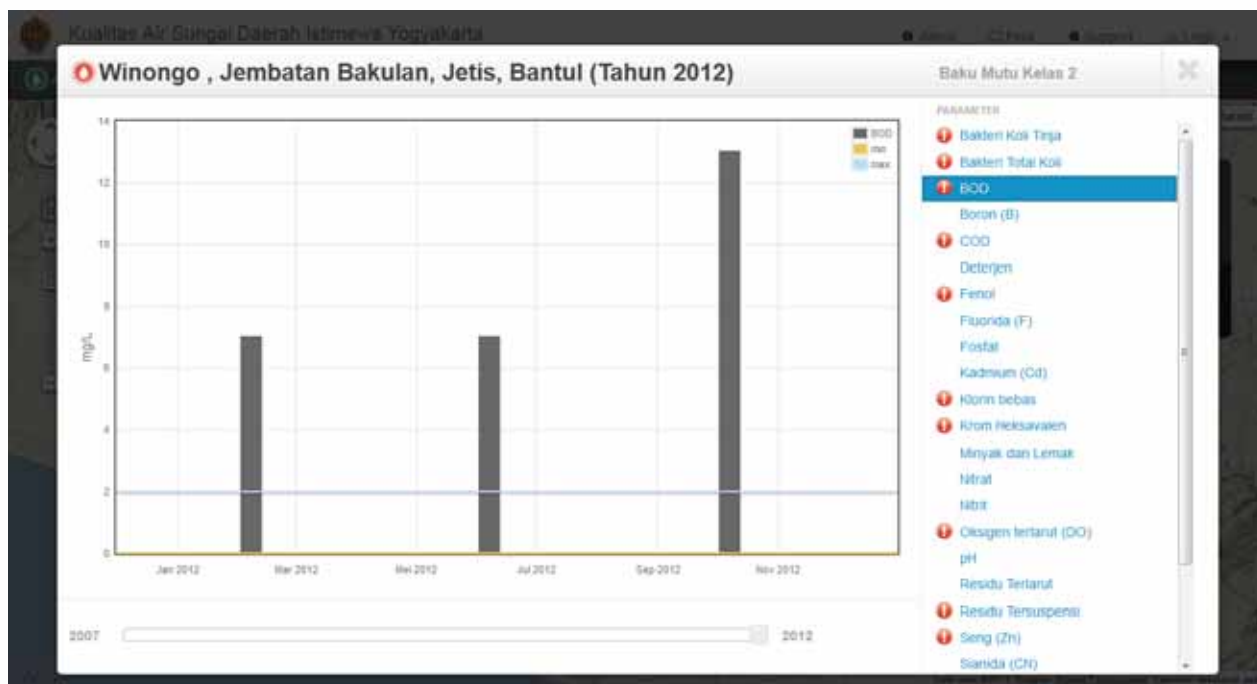 Kualitas Air Sungai Daerah Istimewa Yogyakarta
Winongo , Jembatan Bakulan, Jetis, Bantul (Tahun 2012)
Baku Mutu Kelas 2
14
12
10
8
6
4
2
0
mg/L
BOD
min
max
Jan 2012
Mar 2012
Mei 2012
Jul 2012
Sep 2012
Nov 2012
2007
2012
PARAMETER
Bakteri Koli Tinja
Bakteri Total Koli
BOD
Boron (B)
COD
Deterjen
Fenol
Fluorida (F)
Fosfat
Kadmium (Cd)
Klorin bebas
Krom Heksavalen
Minyak dan Lemak
Nitrat
Nitrit
Oksigen terlarut (DO)
pH
Residu Terlarut
Residu Tersuspensi
Seng (Zn)
Sianida (CN)